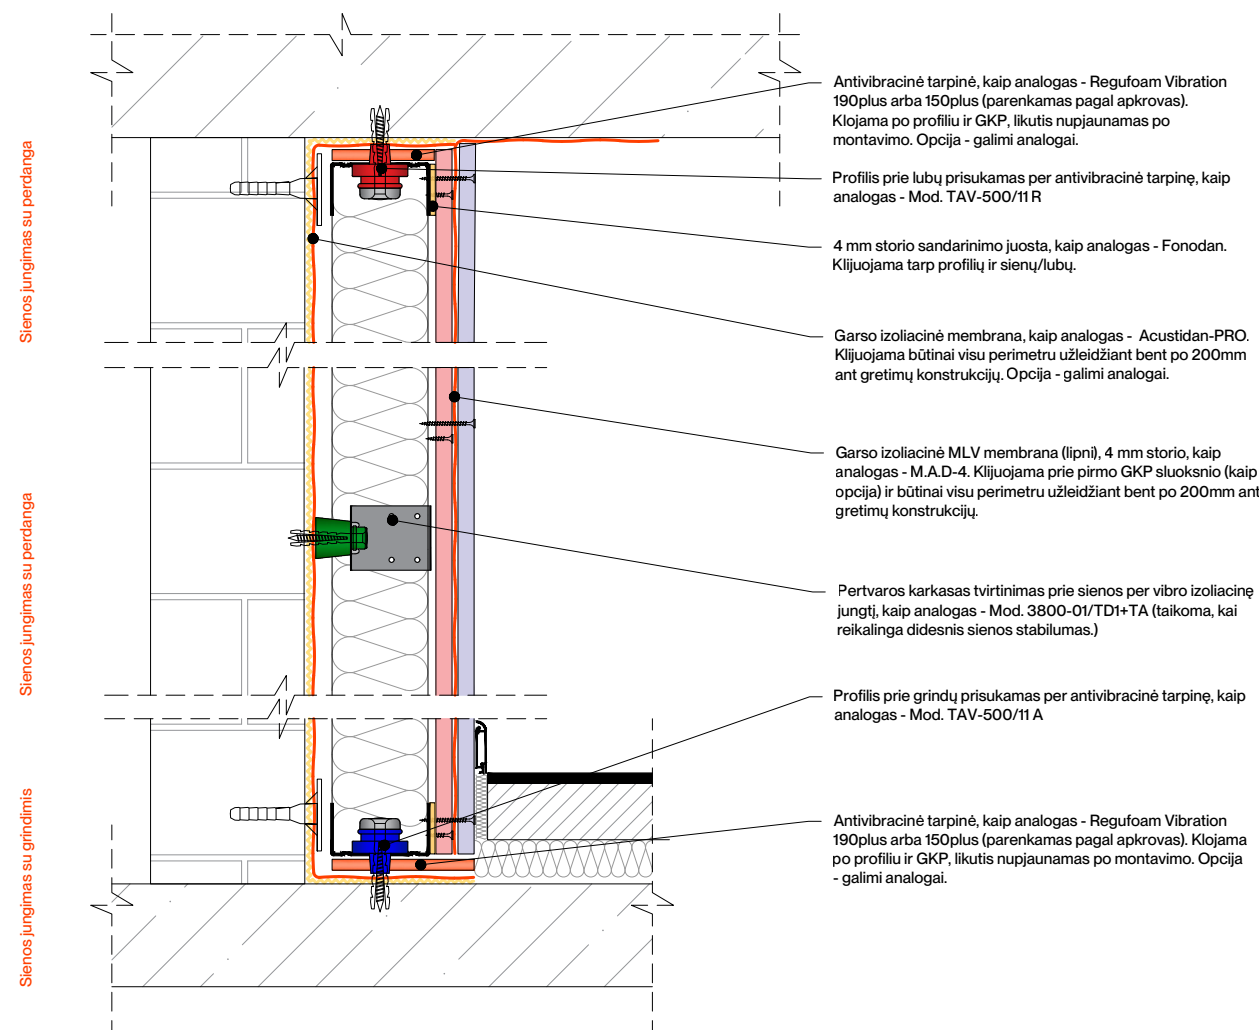 Sienos jungimas su perdanga
Sienos jungimas su perdanga
Sienos jungimas su grindimis
Antivibracinė tarpinė, kaip analogas - Regufoam Vibration
190plus arba 150plus (parenkamas pagal apkrovas).
Klojama po profiliu ir GKP, likutis nupjaunamas po
montavimo. Opcija - galimi analogai.
Profilis prie lubų prisukamas per antivibracinė tarpinę, kaip
analogas - Mod. TAV-500/11 R
4 mm storio sandarinimo juosta, kaip analogas - Fonodan.
Klijuojama tarp profilių ir sienų/lubų.
Garso izoliacinė membrana, kaip analogas - Acustidan-PRO.
Klijuojama būtinai visu perimetru užleidžiant bent po 200mm
ant gretimų konstrukcijų. Opcija - galimi analogai.
Garso izoliacinė MLV membrana (lipni), 4 mm storio, kaip
analogas - M.A.D-4. Klijuojama prie pirmo GKP sluoksnio (kaip
opcija) ir būtinai visu perimetru užleidžiant bent po 200mm ant
gretimų konstrukcijų.
Pertvaros karkasas tvirtinimas prie sienos per vibro izoliacinę
jungtį, kaip analogas - Mod. 3800-01/TD1+TA (taikoma, kai
reikalinga didesnis sienos stabilumas.)
Profilis prie grindų prisukamas per antivibracinė tarpinę, kaip
analogas - Mod. TAV-500/11 A
Antivibracinė tarpinė, kaip analogas - Regufoam Vibration
190plus arba 150plus (parenkamas pagal apkrovas). Klojama
po profiliu ir GKP, likutis nupjaunamas po montavimo. Opcija
- galimi analogai.